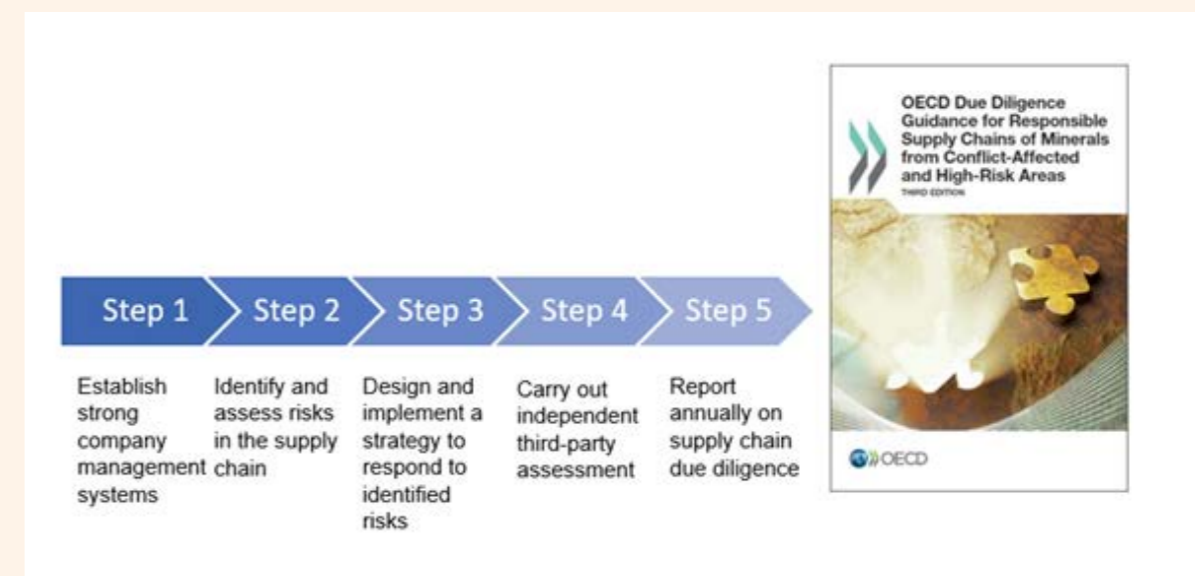 OECD Due Diligence
Guidance for Responsible
Supply Chains of Minerals
from Conflict-Affected
and High-Risk Areas
THIRD EDITION
OECD
Step 1
Step 2
Step 3
Step 4
Step 5
Establish
strong
company
management
systems
Identify and
assess risks
in the supply
chain
Design and
implement a
strategy to
respond to
identified
risks
Carry out
independent
third-party
assessment
Report
annually on
supply chain
due diligence